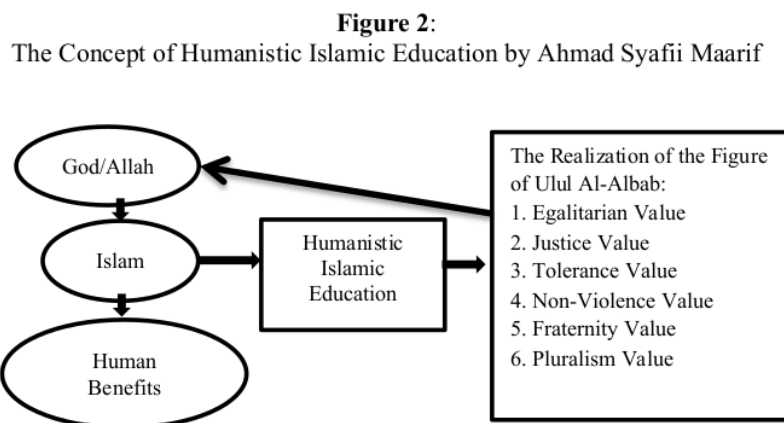 Figure 2:
The Concept of Humanistic Islamic Education by Ahmad Syafii Maarif
God/Allah
Islam
Human
Benefits
Humanistic
Islamic
Education
The Realization of the Figure
of Ulul Al-Albab:
1. Egalitarian Value
2. Justice Value
3. Tolerance Value
4. Non-Violence Value
5. Fraternity Value
6. Pluralism Value